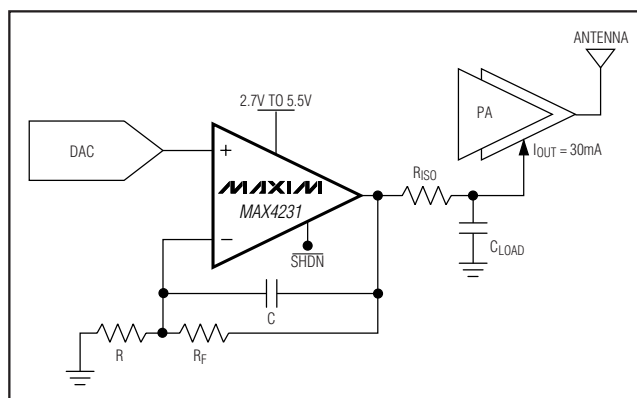 ANTENNA
2.7V TO 5.5V
PA
DAC
IOUT = 30mA
+
MAXIM
RISO
MAX4231
−
SHDN
CLOAD
C
R
RF